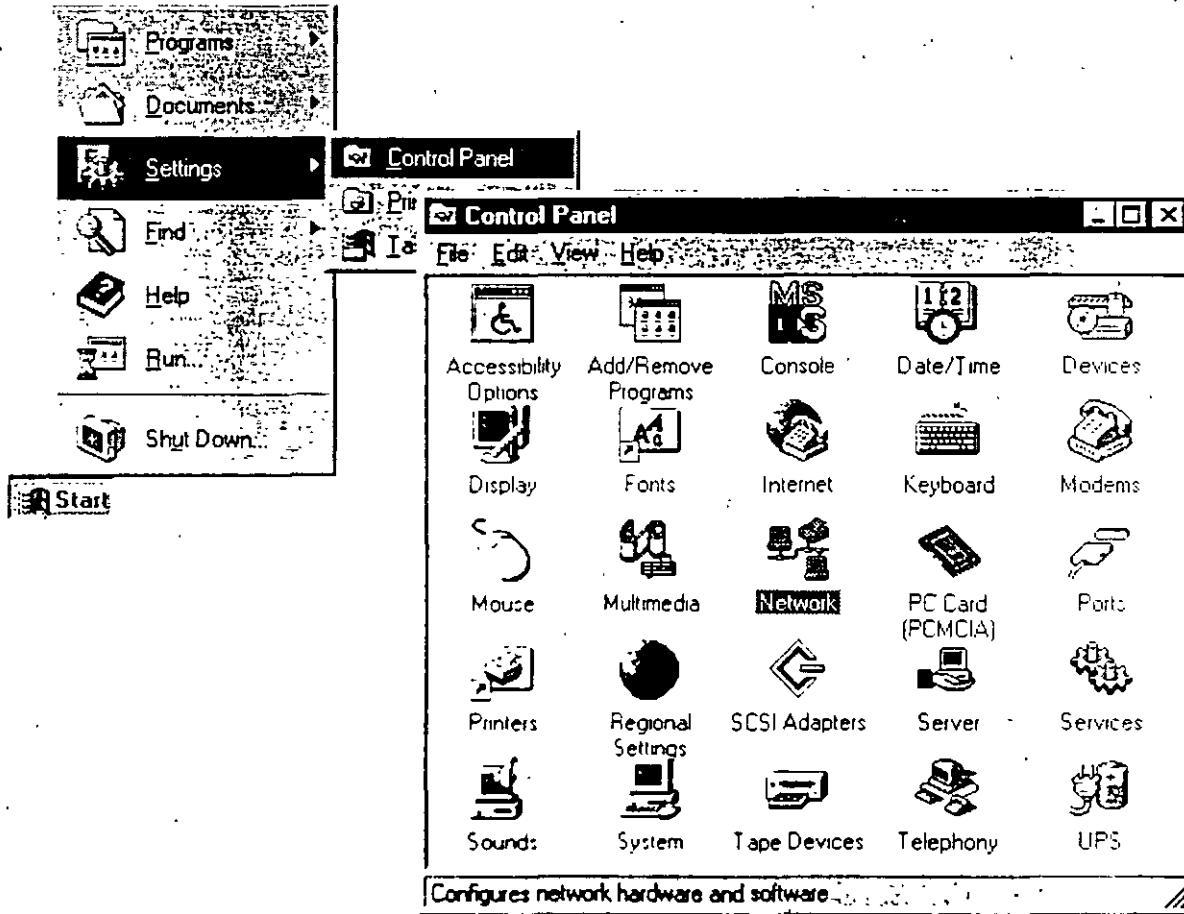 Programs
Documents
Settings
Find
Help
Run...
Shut Down...
Start
Control Panel
Control Panel
File Edit View Help
MS
12
Accessibility Options
Add/Remove Programs
Console
Date/Time
Devices
Display
Fonts
Internet
Keyboard
Modems
Mouse
Multimedia
Network
PC Card (PCMCIA)
Ports
Printers
Regional Settings
SCSI Adapters
Server
Services
Sounds
System
Tape Devices
Telephony
UPS
Configures network hardware and software